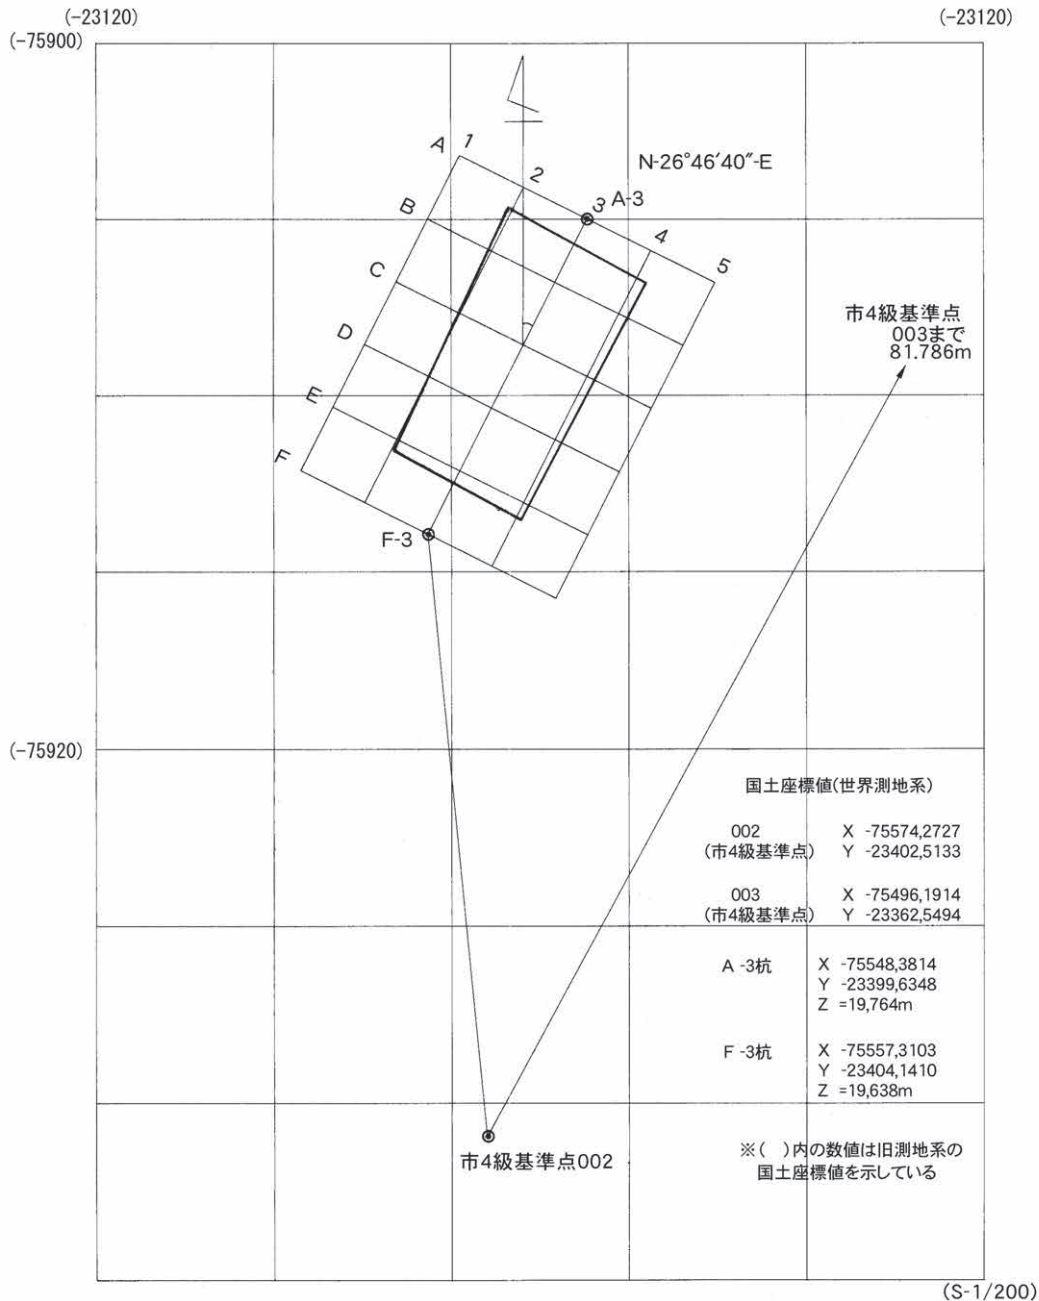 (-23120)
(-23120)
(-75900)
A
1
2
N-26°46′40″-E
3
A-3
B
4
5
C
市4級基準点
003まで
81.786m
D
E
F
F-3
(-75920)
国土座標値(世界測地系)
002 X -75574,2727
(市4級基準点) Y -23402,5133
003 X -75496,1914
(市4級基準点) Y -23362,5494
A -3杭 X -75548,3814
Y -23399,6348
Z =19,764m
F -3杭 X -75557,3103
Y -23404,1410
Z =19,638m
市4級基準点002
※( )内の数値は旧測地系の
国土座標値を示している
(S-1/200)